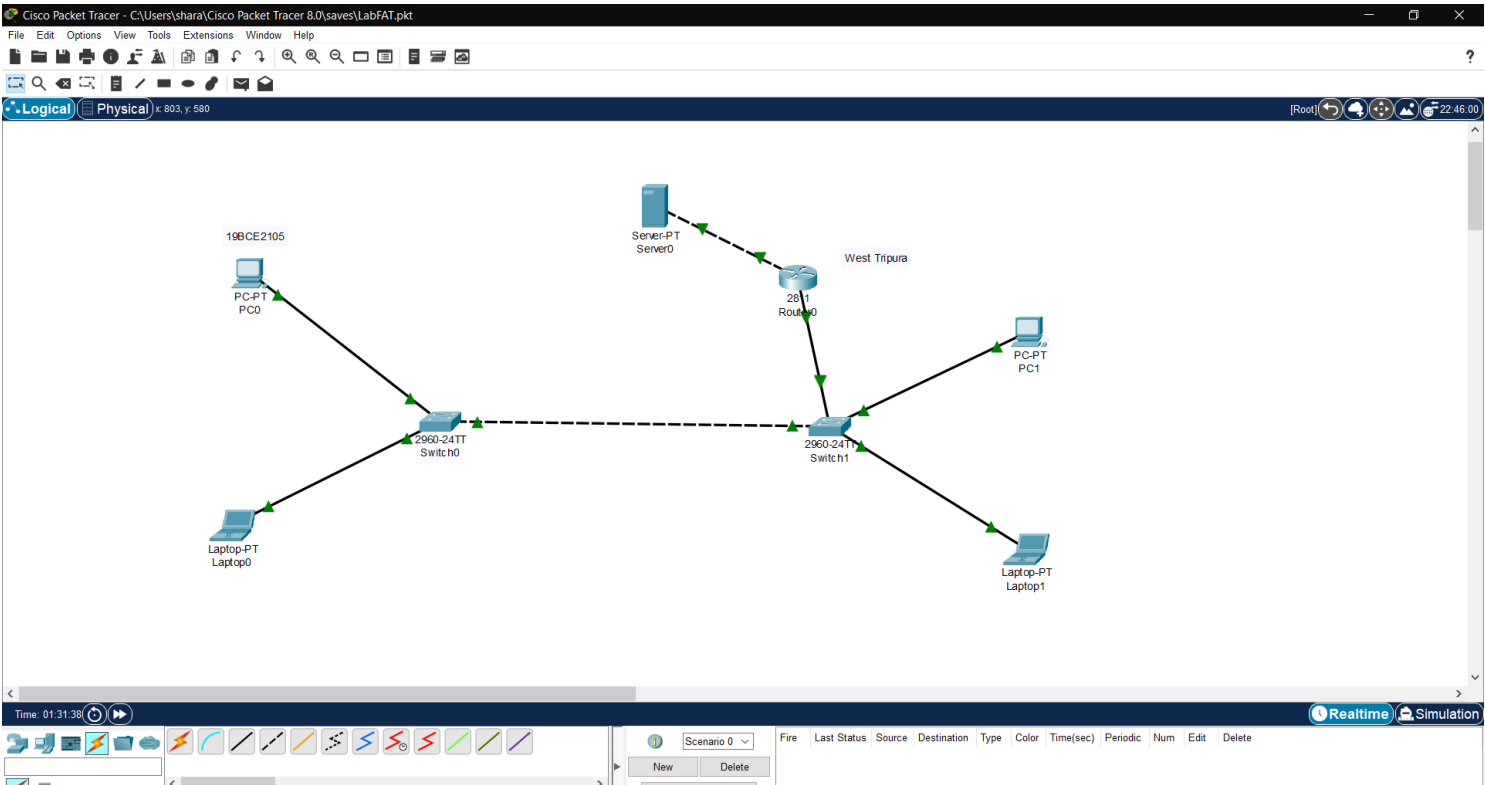 Cisco Packet Tracer - C:\Users\shara\Cisco Packet Tracer 8.0\saves\LabFAT.pkt
File Edit Options View Tools Extensions Window Help
?
Logical Physical x: 803, y: 580 [Root] 22:46:00
19BCE2105
PC-PT
PC0
Server-PT
Server0
West Tripura
Router0
PC-PT
PC1
2960-24TT
Switch0
2960-24TT
Switch1
Laptop-PT
Laptop0
Laptop-PT
Laptop1
Time: 01:31:38 Realtime Simulation
Scenario 0 Fire Last Status Source Destination Type Color Time(sec) Periodic Num Edit Delete
New Delete